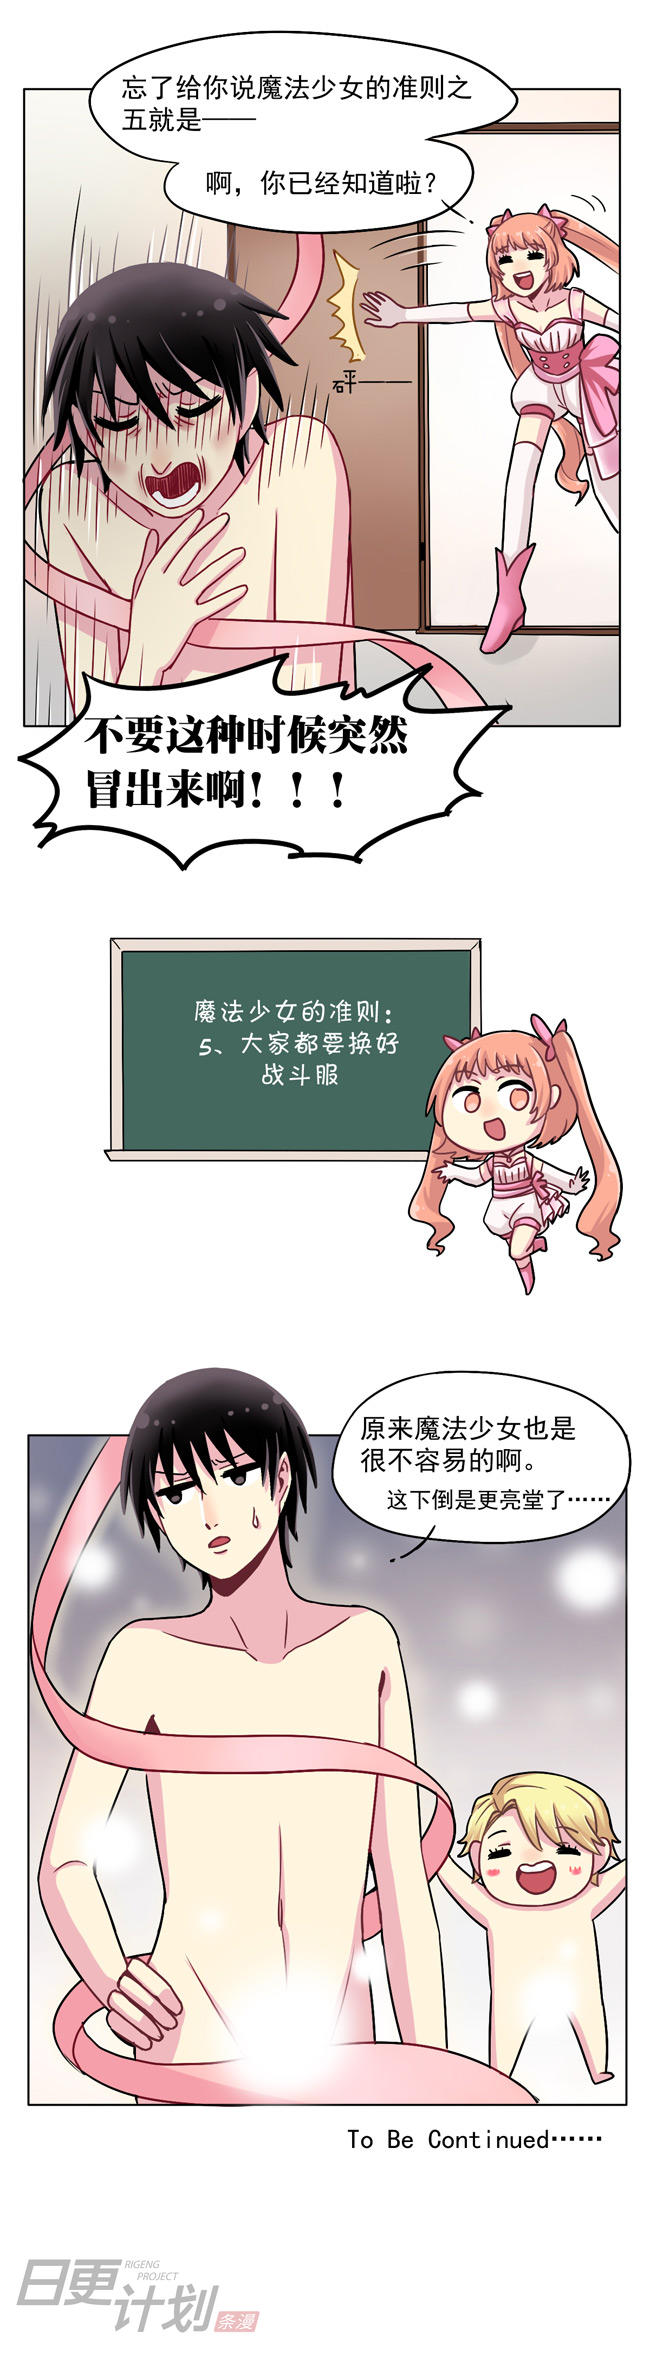 忘了给你说魔法少女的准则之
五就是——
啊，你已经知道啦？
砰——
不要这种时候突然
冒出来啊！！！
魔法少女的准则：
5、大家都要换好
战斗服
原来魔法少女也是
很不容易的啊。
这下倒是更亮堂了……
To Be Continued……
日更
RIGENG
PROJECT
计划
条漫